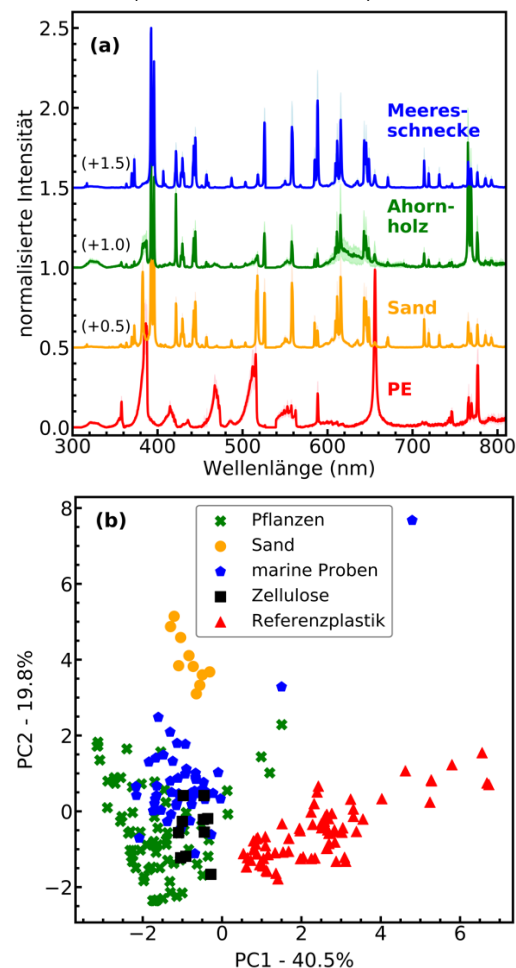 (a)
2.5
2.0
1.5
1.0
0.5
0.0
normalisierte Intensität
(+1.5)
(+1.0)
(+0.5)
Meeres-
schnecke
Ahorn-
holz
Sand
PE
300 400 500 600 700 800
Wellenlänge (nm)
(b)
8
6
4
2
0
−2
PC2 - 19.8%
Pflanzen
Sand
marine Proben
Zellulose
Referenzplastik
−2 0 2 4 6
PC1 - 40.5%